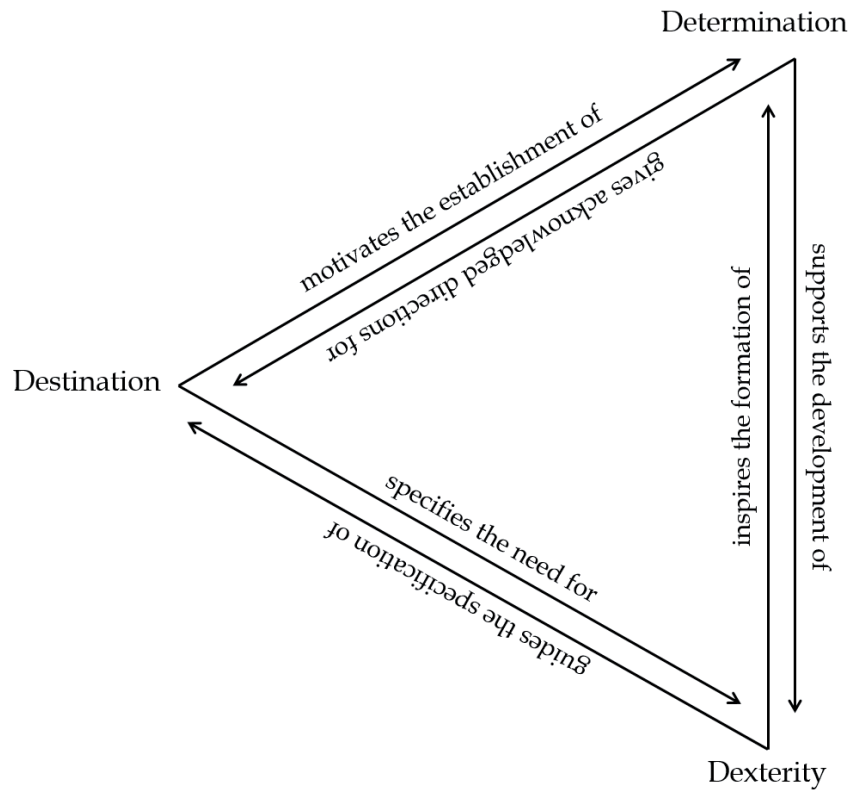 Determination
motivates the establishment of
gives acknowledged directions for
supports the development of
inspires the formation of
Destination
specifies the need for
guides the specification of
Dexterity